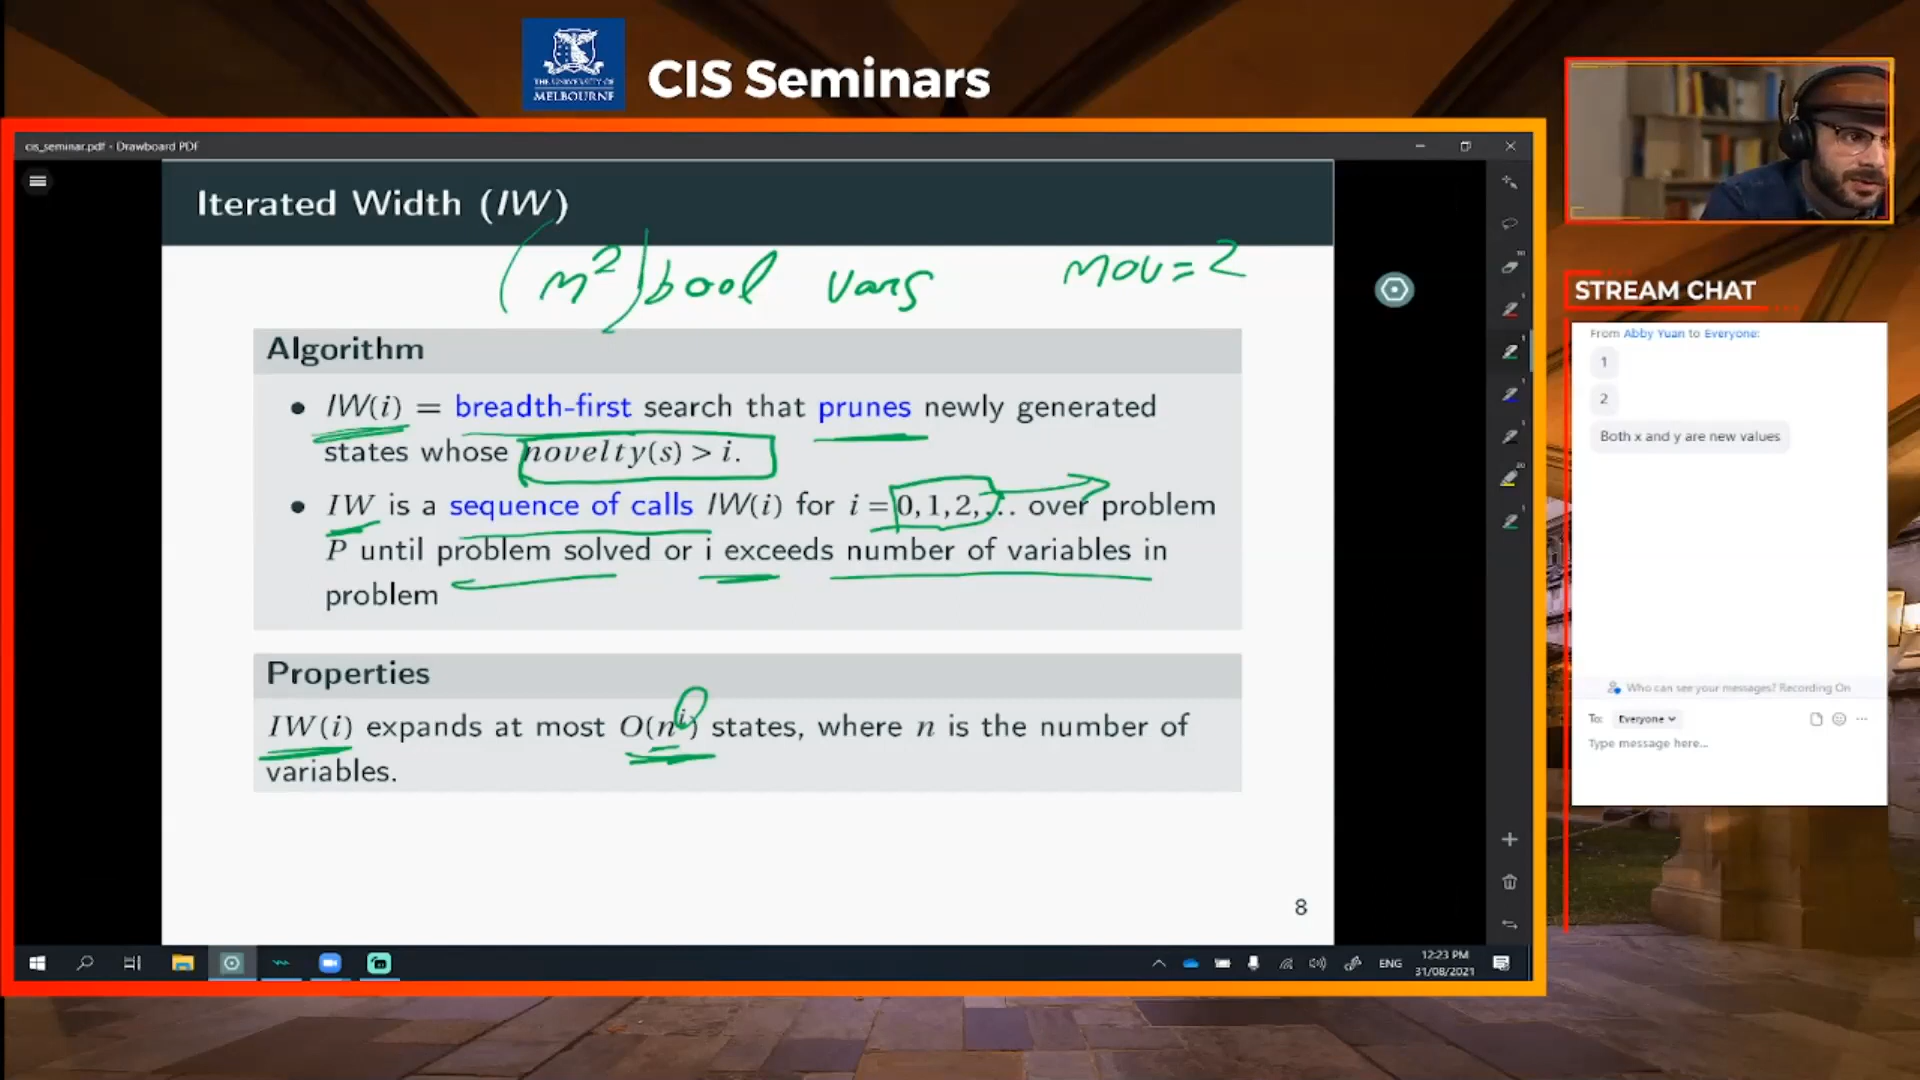 THE UNIVERSITY OF
MELBOURNE
CIS Seminars
cis_seminar.pdf - Drawboard PDF
Iterated Width (IW)
(n²) bool vars nov = 2
Algorithm
• IW(i) = breadth-first search that prunes newly generated
states whose novelty(s) > i.
• IW is a sequence of calls IW(i) for i = 0, 1, 2, ... over problem
P until problem solved or i exceeds number of variables in
problem
Properties
IW(i) expands at most O(nⁱ) states, where n is the number of
variables.
8
STREAM CHAT
From Abby Yuan to Everyone:
1
2
Both x and y are new values
Who can see your messages? Recording On
To: Everyone
Type message here...
ENG
12:23 PM
31/08/2021